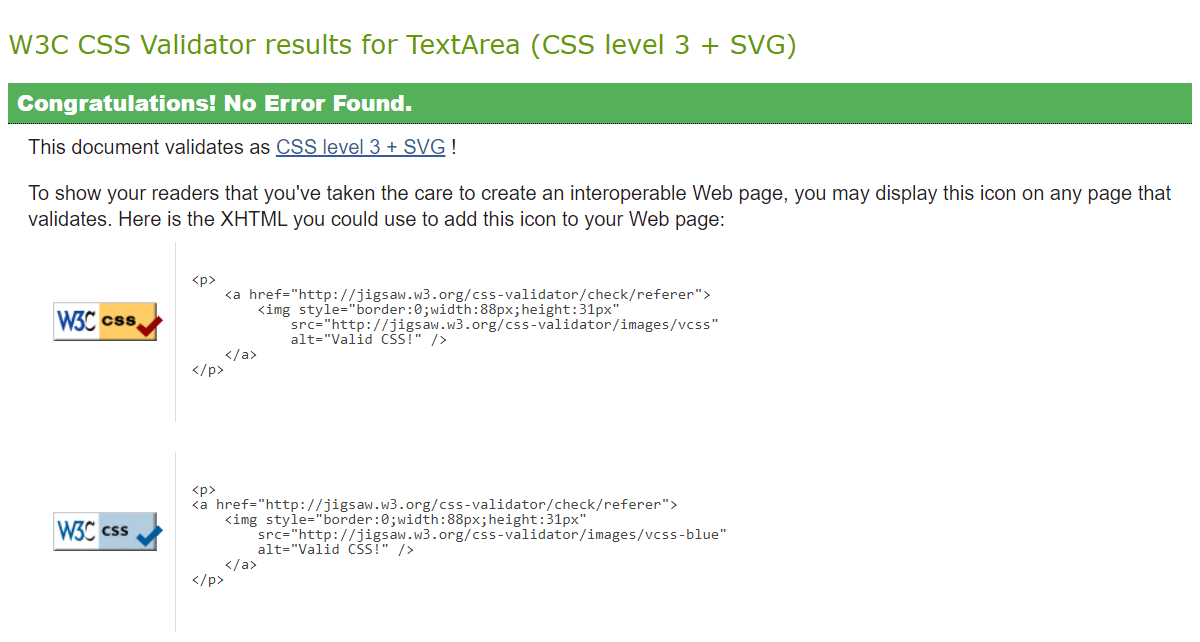 W3C CSS Validator results for TextArea (CSS level 3 + SVG)
Congratulations! No Error Found.
This document validates as CSS level 3 + SVG !
To show your readers that you've taken the care to create an interoperable Web page, you may display this icon on any page that
validates. Here is the XHTML you could use to add this icon to your Web page:
W3C css
<p>
    <a href="http://jigsaw.w3.org/css-validator/check/referer">
        <img style="border:0;width:88px;height:31px"
            src="http://jigsaw.w3.org/css-validator/images/vcss"
            alt="Valid CSS!" />
    </a>
</p>
W3C css
<p>
<a href="http://jigsaw.w3.org/css-validator/check/referer">
    <img style="border:0;width:88px;height:31px"
        src="http://jigsaw.w3.org/css-validator/images/vcss-blue"
        alt="Valid CSS!" />
    </a>
</p>